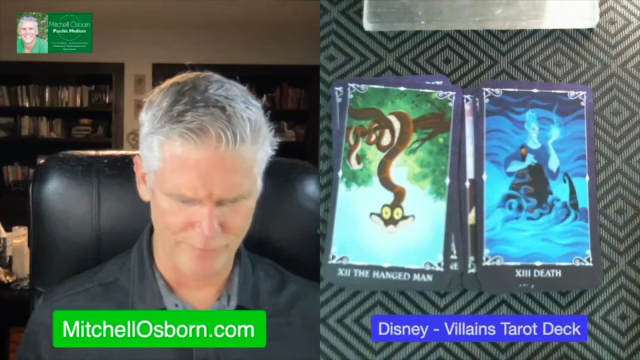 Mitchell Osborn
Psychic Medium
MitchellOsborn.com
XII THE HANGED MAN
XIII DEATH
Disney - Villains Tarot Deck